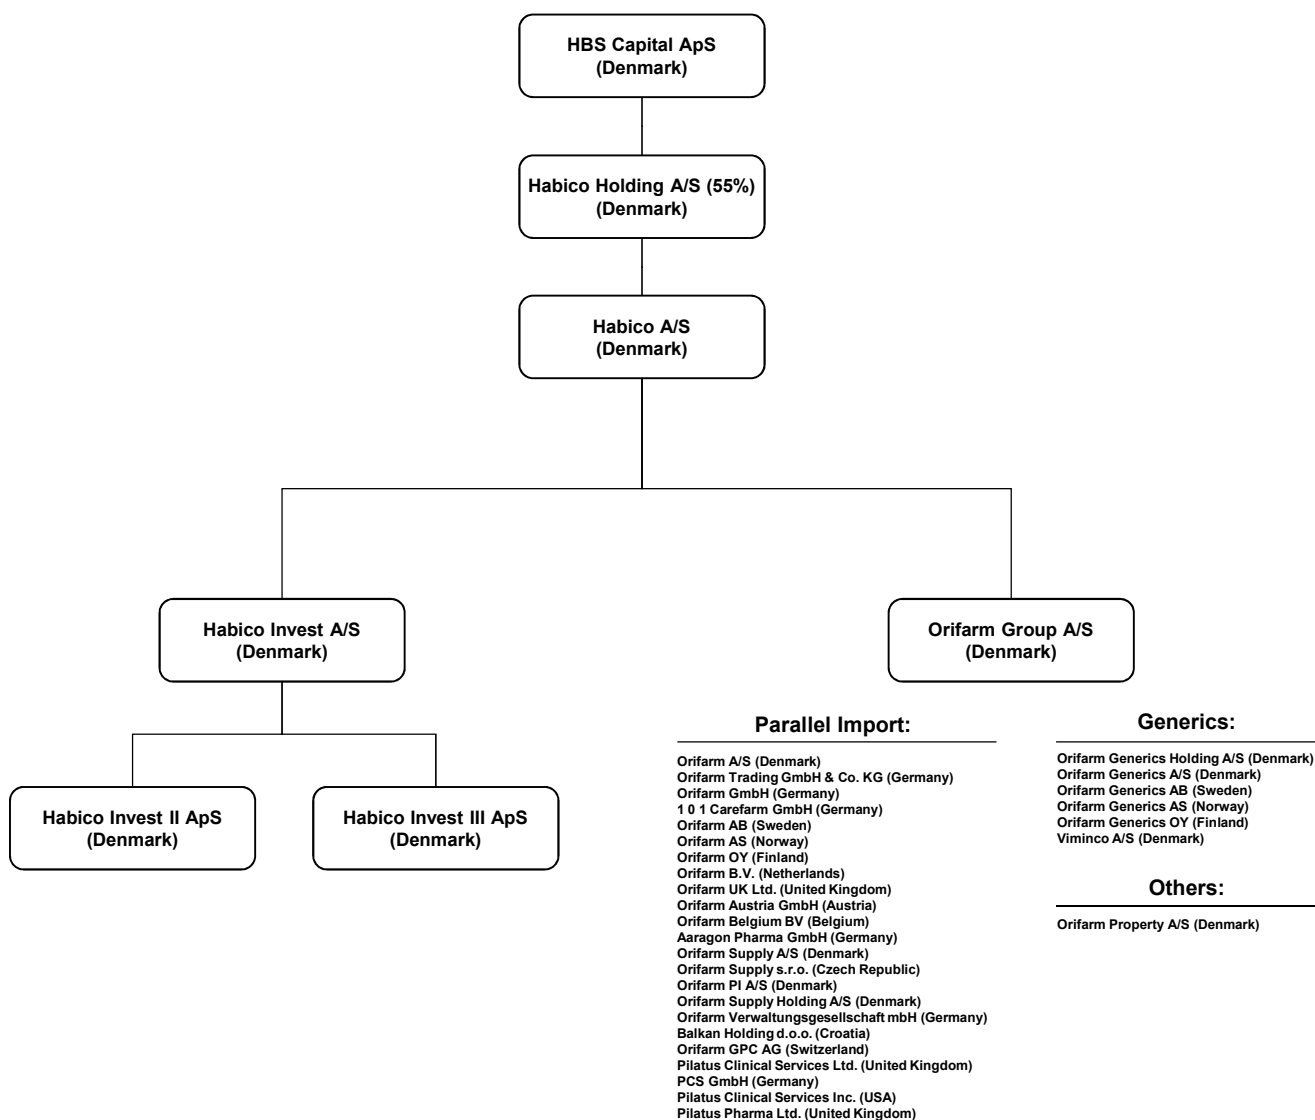 HBS Capital ApS
(Denmark)
Habico Holding A/S (55%)
(Denmark)
Habico A/S
(Denmark)
Habico Invest A/S
(Denmark)
Orifarm Group A/S
(Denmark)
Habico Invest II ApS
(Denmark)
Habico Invest III ApS
(Denmark)
Parallel Import:
Orifarm A/S (Denmark)
Orifarm Trading GmbH & Co. KG (Germany)
Orifarm GmbH (Germany)
1 0 1 Carefarm GmbH (Germany)
Orifarm AB (Sweden)
Orifarm AS (Norway)
Orifarm OY (Finland)
Orifarm B.V. (Netherlands)
Orifarm UK Ltd. (United Kingdom)
Orifarm Austria GmbH (Austria)
Orifarm Belgium BV (Belgium)
Aaragon Pharma GmbH (Germany)
Orifarm Supply A/S (Denmark)
Orifarm Supply s.r.o. (Czech Republic)
Orifarm PI A/S (Denmark)
Orifarm Supply Holding A/S (Denmark)
Orifarm Verwaltungsgesellschaft mbH (Germany)
Balkan Holding d.o.o. (Croatia)
Orifarm GPC AG (Switzerland)
Pilatus Clinical Services Ltd. (United Kingdom)
PCS GmbH (Germany)
Pilatus Clinical Services Inc. (USA)
Pilatus Pharma Ltd. (United Kingdom)
Generics:
Orifarm Generics Holding A/S (Denmark)
Orifarm Generics A/S (Denmark)
Orifarm Generics AB (Sweden)
Orifarm Generics AS (Norway)
Orifarm Generics OY (Finland)
Viminco A/S (Denmark)
Others:
Orifarm Property A/S (Denmark)